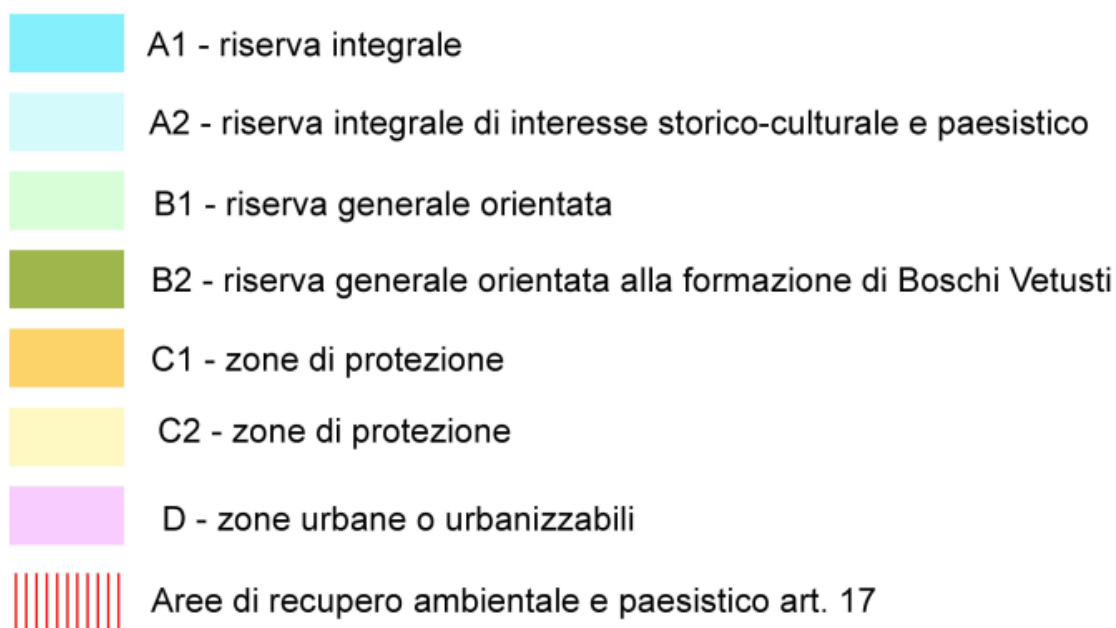 A1 - riserva integrale
A2 - riserva integrale di interesse storico-culturale e paesistico
B1 - riserva generale orientata
B2 - riserva generale orientata alla formazione di Boschi Vetusti
C1 - zone di protezione
C2 - zone di protezione
D - zone urbane o urbanizzabili
Aree di recupero ambientale e paesistico art. 17